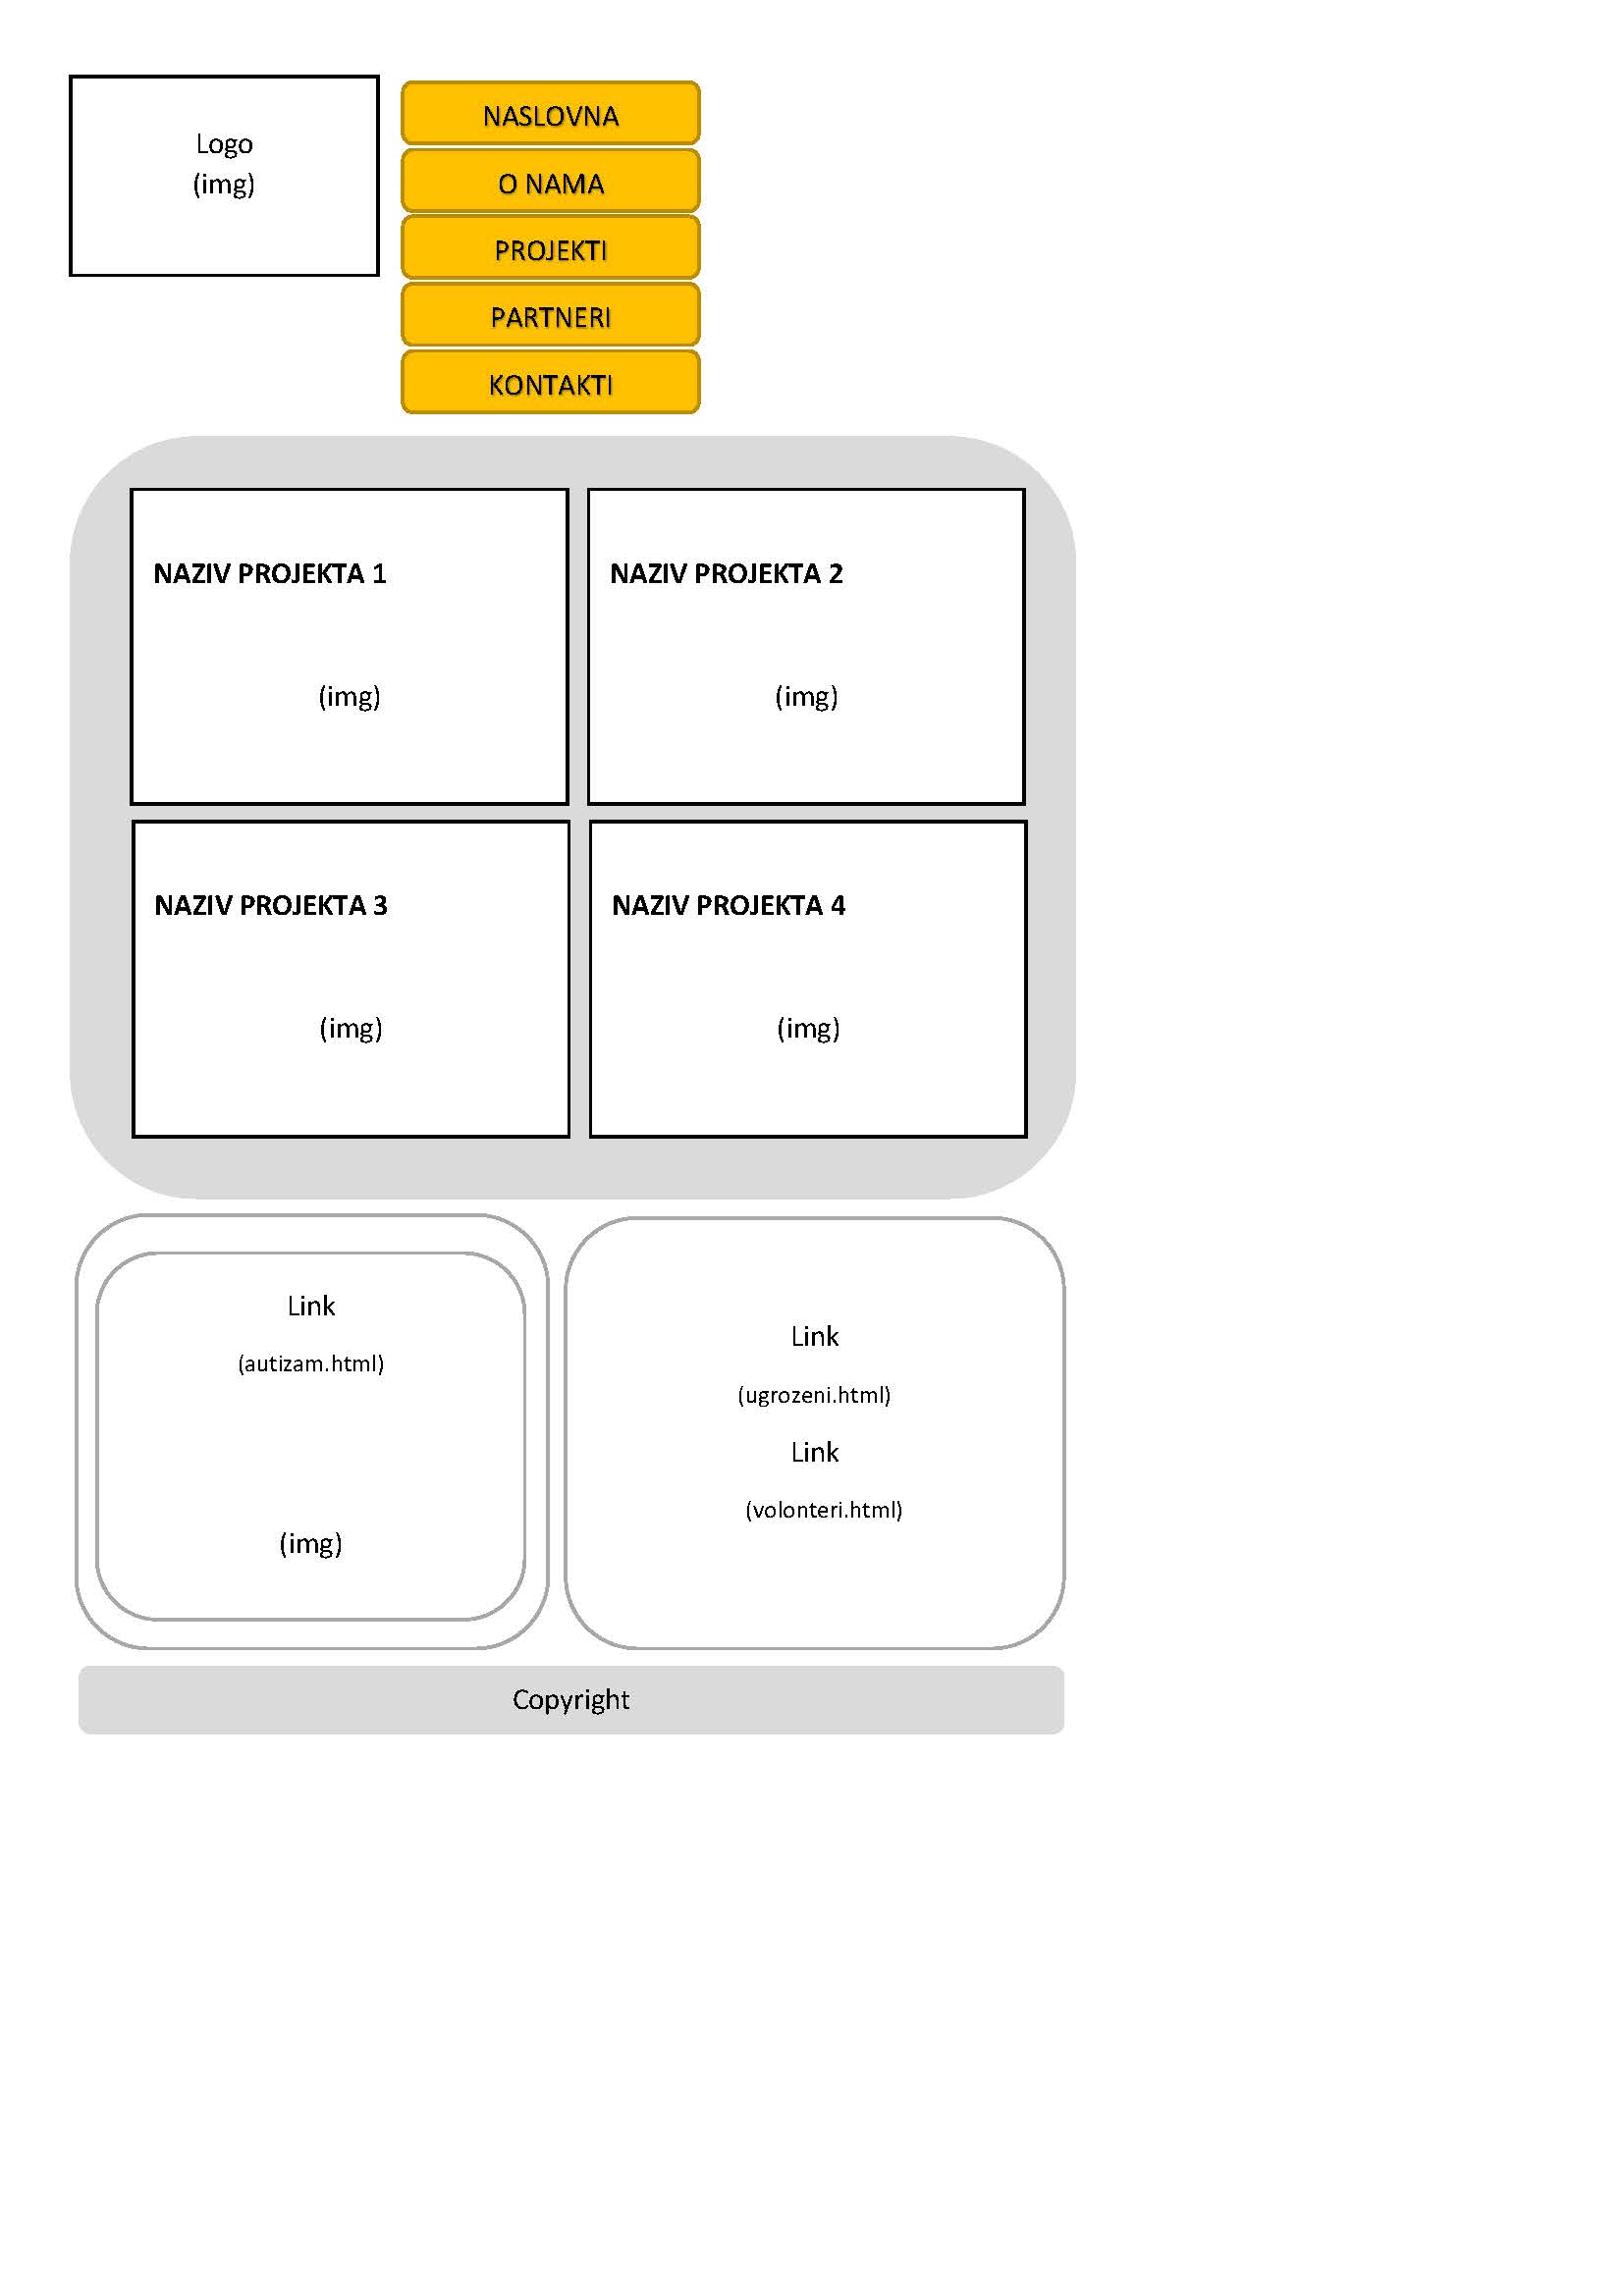 Logo
(img)
NASLOVNA
O NAMA
PROJEKTI
PARTNERI
KONTAKTI
NAZIV PROJEKTA 1
(img)
NAZIV PROJEKTA 2
(img)
NAZIV PROJEKTA 3
(img)
NAZIV PROJEKTA 4
(img)
Link
(autizam.html)
(img)
Link
(ugrozeni.html)
Link
(volonteri.html)
Copyright